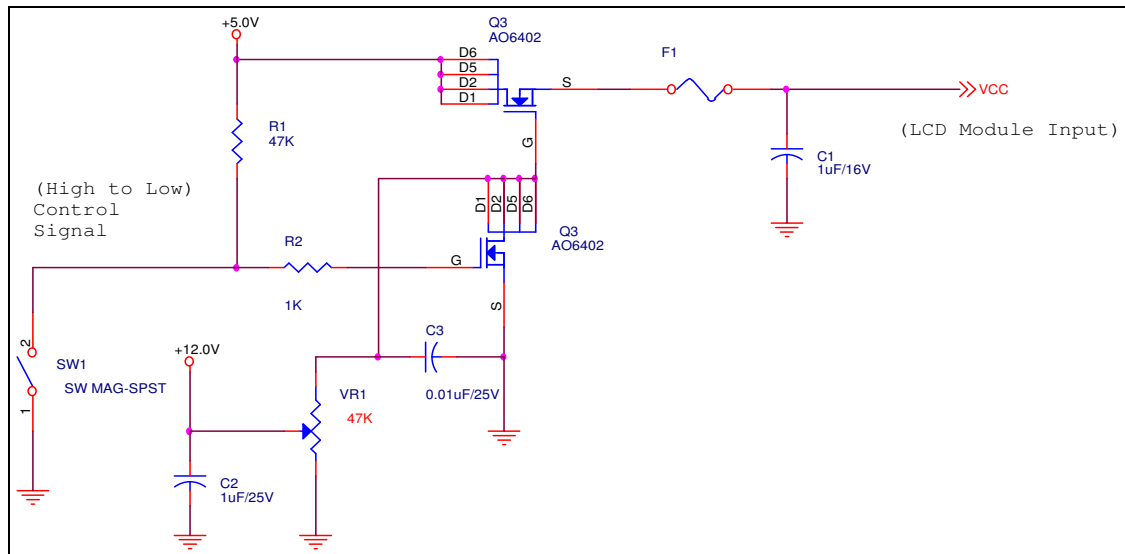 +5.0V
Q3
AO6402
D6
D5
D2
D1
S
G
F1
VCC
(LCD Module Input)
R1
47K
C1
1uF/16V
(High to Low)
Control
Signal
D1
D2
D5
D6
Q3
AO6402
R2
1K
G
S
C3
0.01uF/25V
+12.0V
2
SW1
SW MAG-SPST
1
VR1
47K
C2
1uF/25V